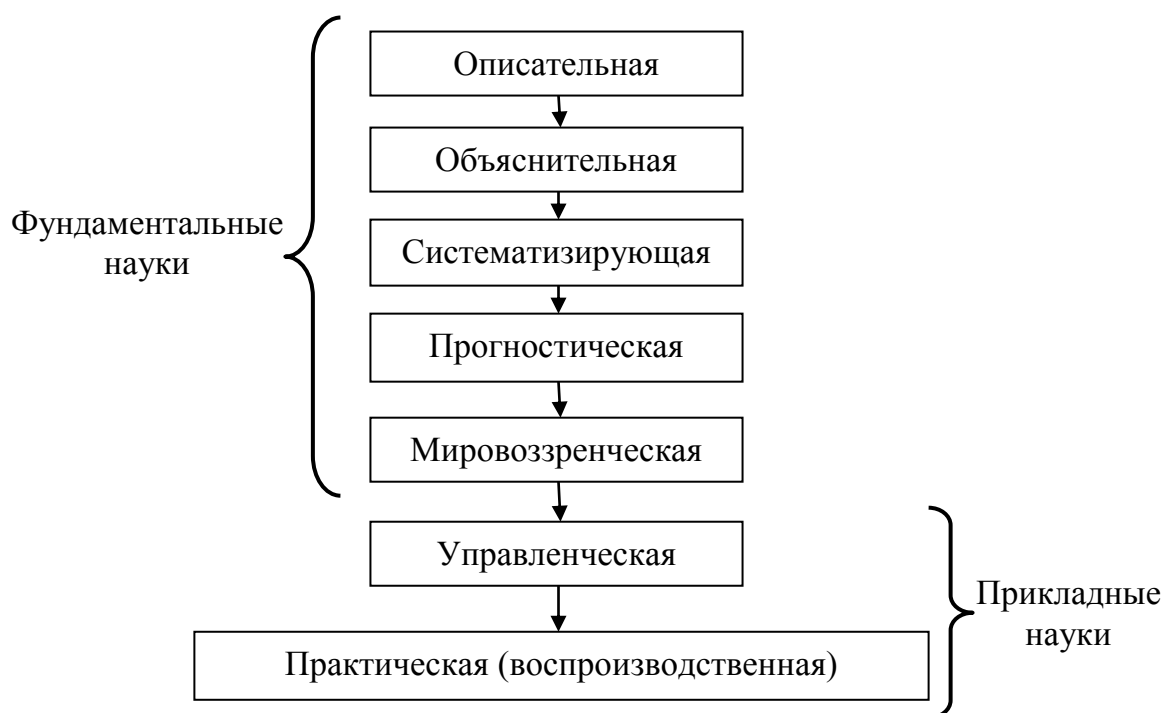 Описательная
Объяснительная
Фундаментальные
науки
Систематизирующая
Прогностическая
Мировоззренческая
Управленческая
Прикладные
науки
Практическая (воспроизводственная)